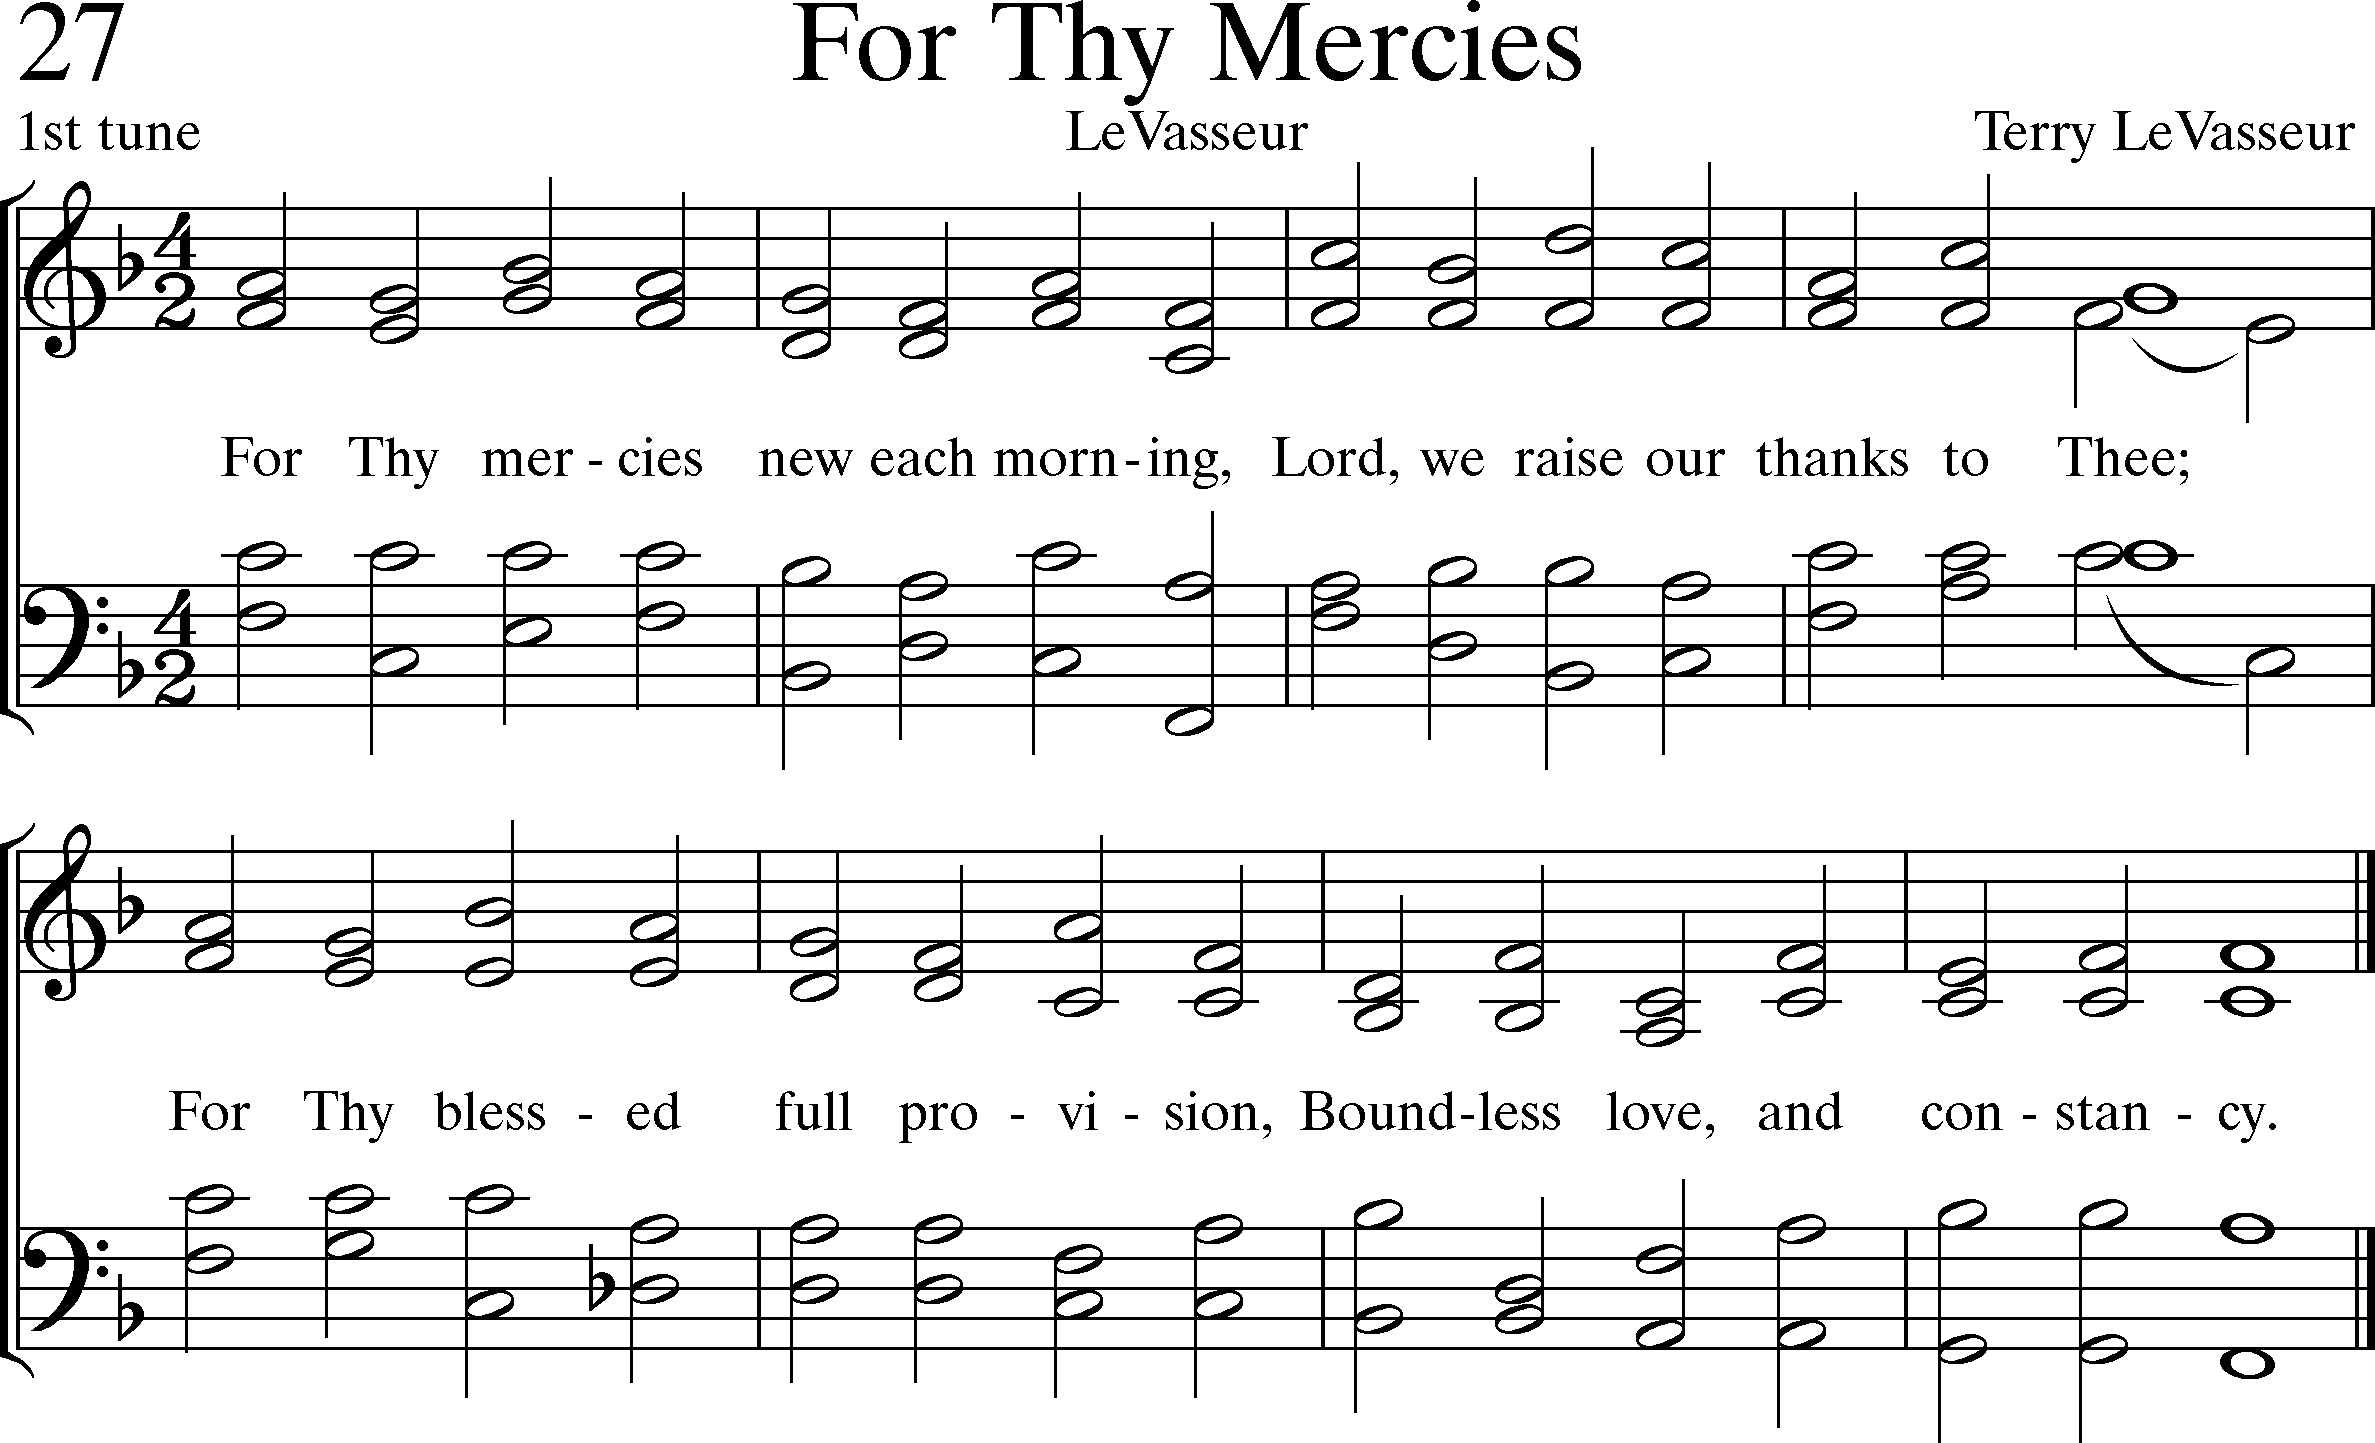 27 For Thy Mercies
1st tune LeVasseur Terry LeVasseur
For Thy mer - cies new each morn - ing, Lord, we raise our thanks to Thee;
For Thy bless - ed full pro - vi - sion, Bound - less love, and con - stan - cy.